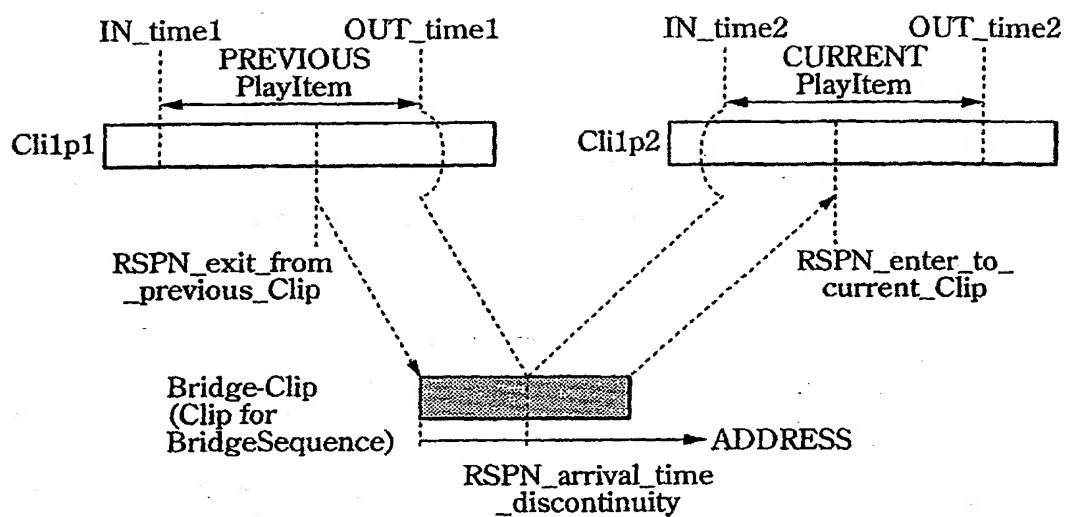 IN_time1
OUT_time1
IN_time2
OUT_time2
PREVIOUS
PlayItem
CURRENT
PlayItem
Cli1p1
Cli1p2
RSPN_exit_from
_previous_Clip
RSPN_enter_to_
current_Clip
Bridge-Clip
(Clip for
BridgeSequence)
ADDRESS
RSPN_arrival_time
_discontinuity